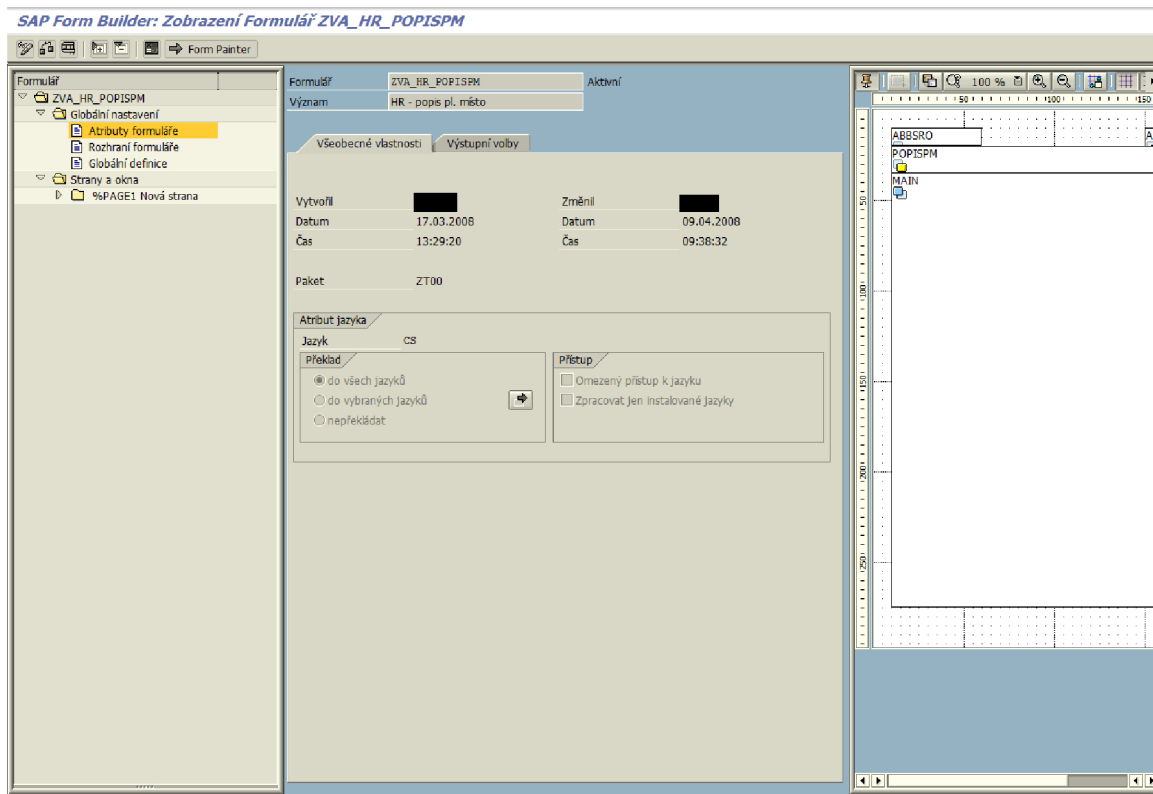 SAP Form Builder: Zobrazení Formulář ZVA_HR_POPISPM
Form Painter
Formulář
ZVA_HR_POPISPM
Globální nastavení
Atributy formuláře
Rozhraní formuláře
Globální definice
Strany a okna
%PAGE1 Nová strana
Formulář ZVA_HR_POPISPM Aktivní
Význam HR - popis pl. místo
Všeobecné vlastnosti Výstupní volby
Vytvořil Změnil
Datum 17.03.2008 Datum 09.04.2008
Čas 13:29:20 Čas 09:38:32
Paket ZT00
Atribut jazyka
Jazyk CS
Překlad Přístup
do všech jazyků Omezený přístup k jazyku
do vybraných jazyků Zpracovat jen instalované jazyky
nepřekládat
100 %
50 100 150
ABBSRO A
POPISPM
MAIN
50
100
150
200
250